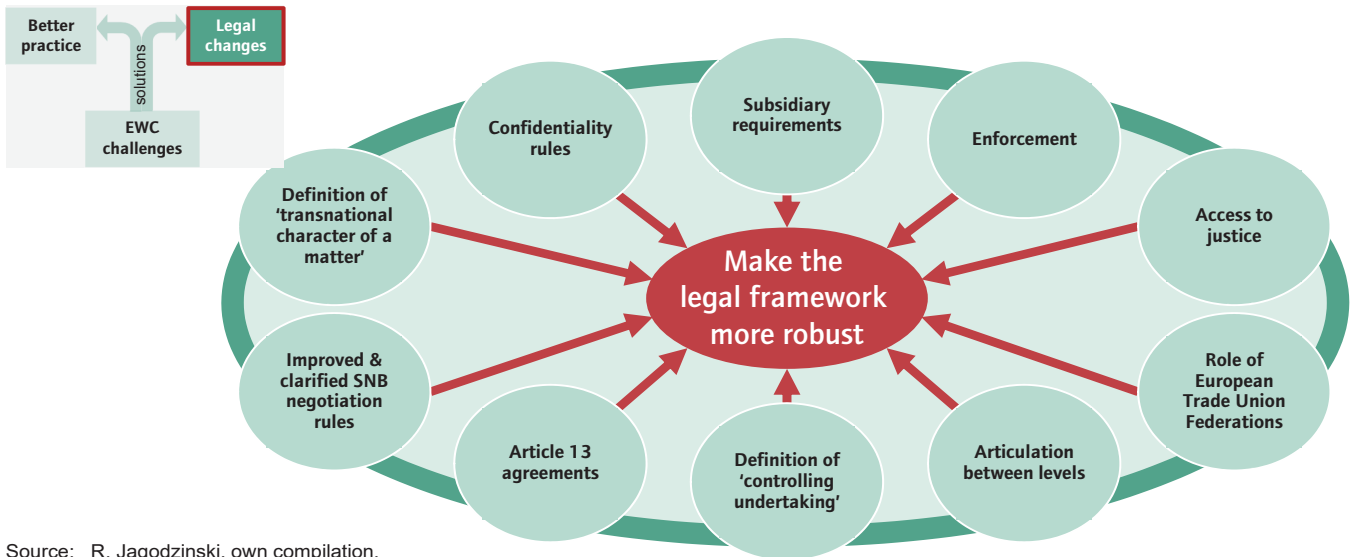 Better
practice
Legal
changes
solutions
EWC
challenges
Subsidiary
requirements
Confidentiality
rules
Enforcement
Definition of
‘transnational
character of a
matter’
Access to
justice
Make the
legal framework
more robust
Improved &
clarified SNB
negotiation
rules
Role of
European
Trade Union
Federations
Article 13
agreements
Definition of
‘controlling
undertaking’
Articulation
between levels
Source: R. Jagodzinski, own compilation.